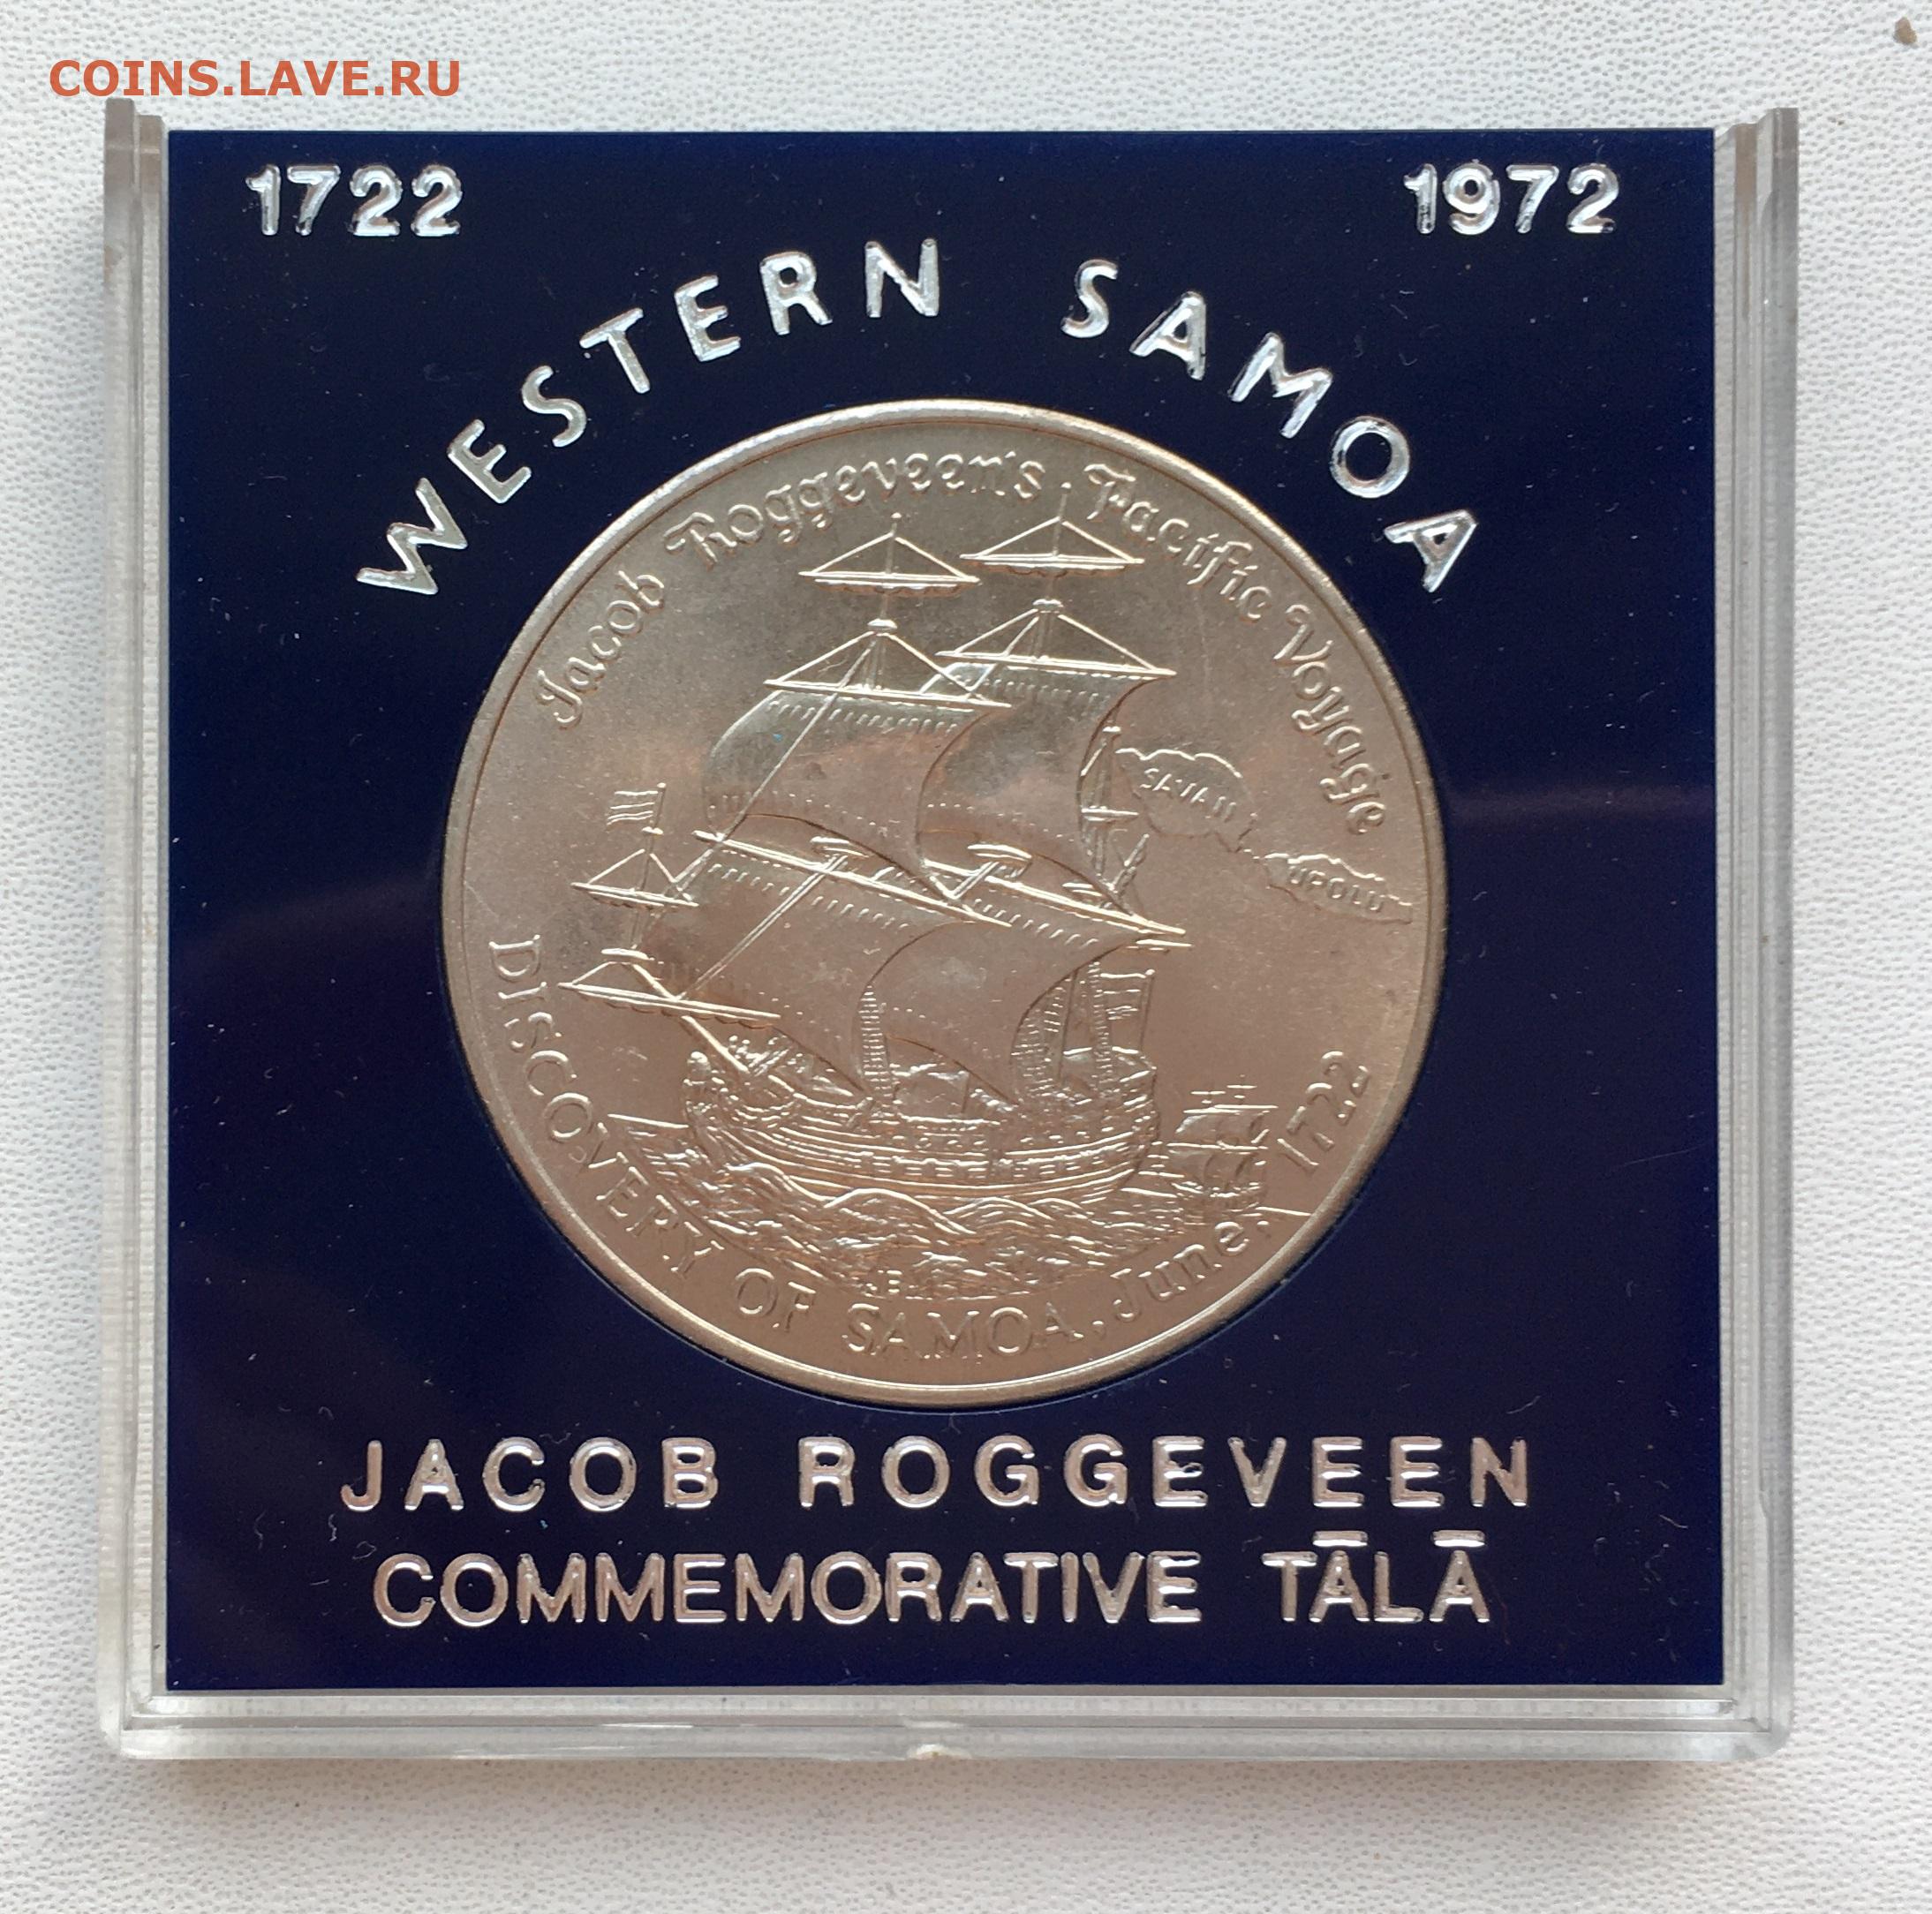 COINS.LAVE.RU
1722 1972
WESTERN SAMOA
Jacob Roggeveen's Pacific Voyage
SAVAII
UPOLU
DISCOVERY OF SAMOA, June, 1722
JACOB ROGGEVEEN
COMMEMORATIVE TĀLĀ